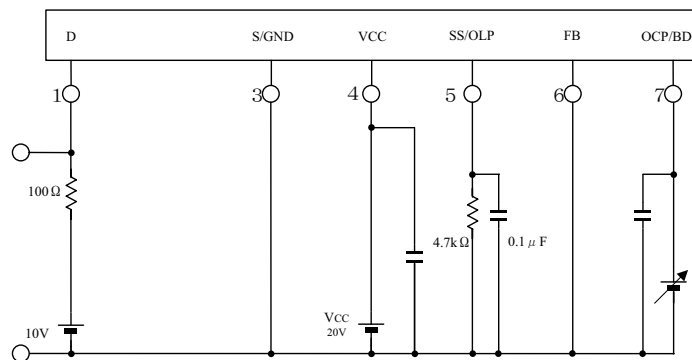 D S/GND VCC SS/OLP FB OCP/BD
1 3 4 5 6 7
100Ω
4.7kΩ 0.1μF
10V
VCC
20V